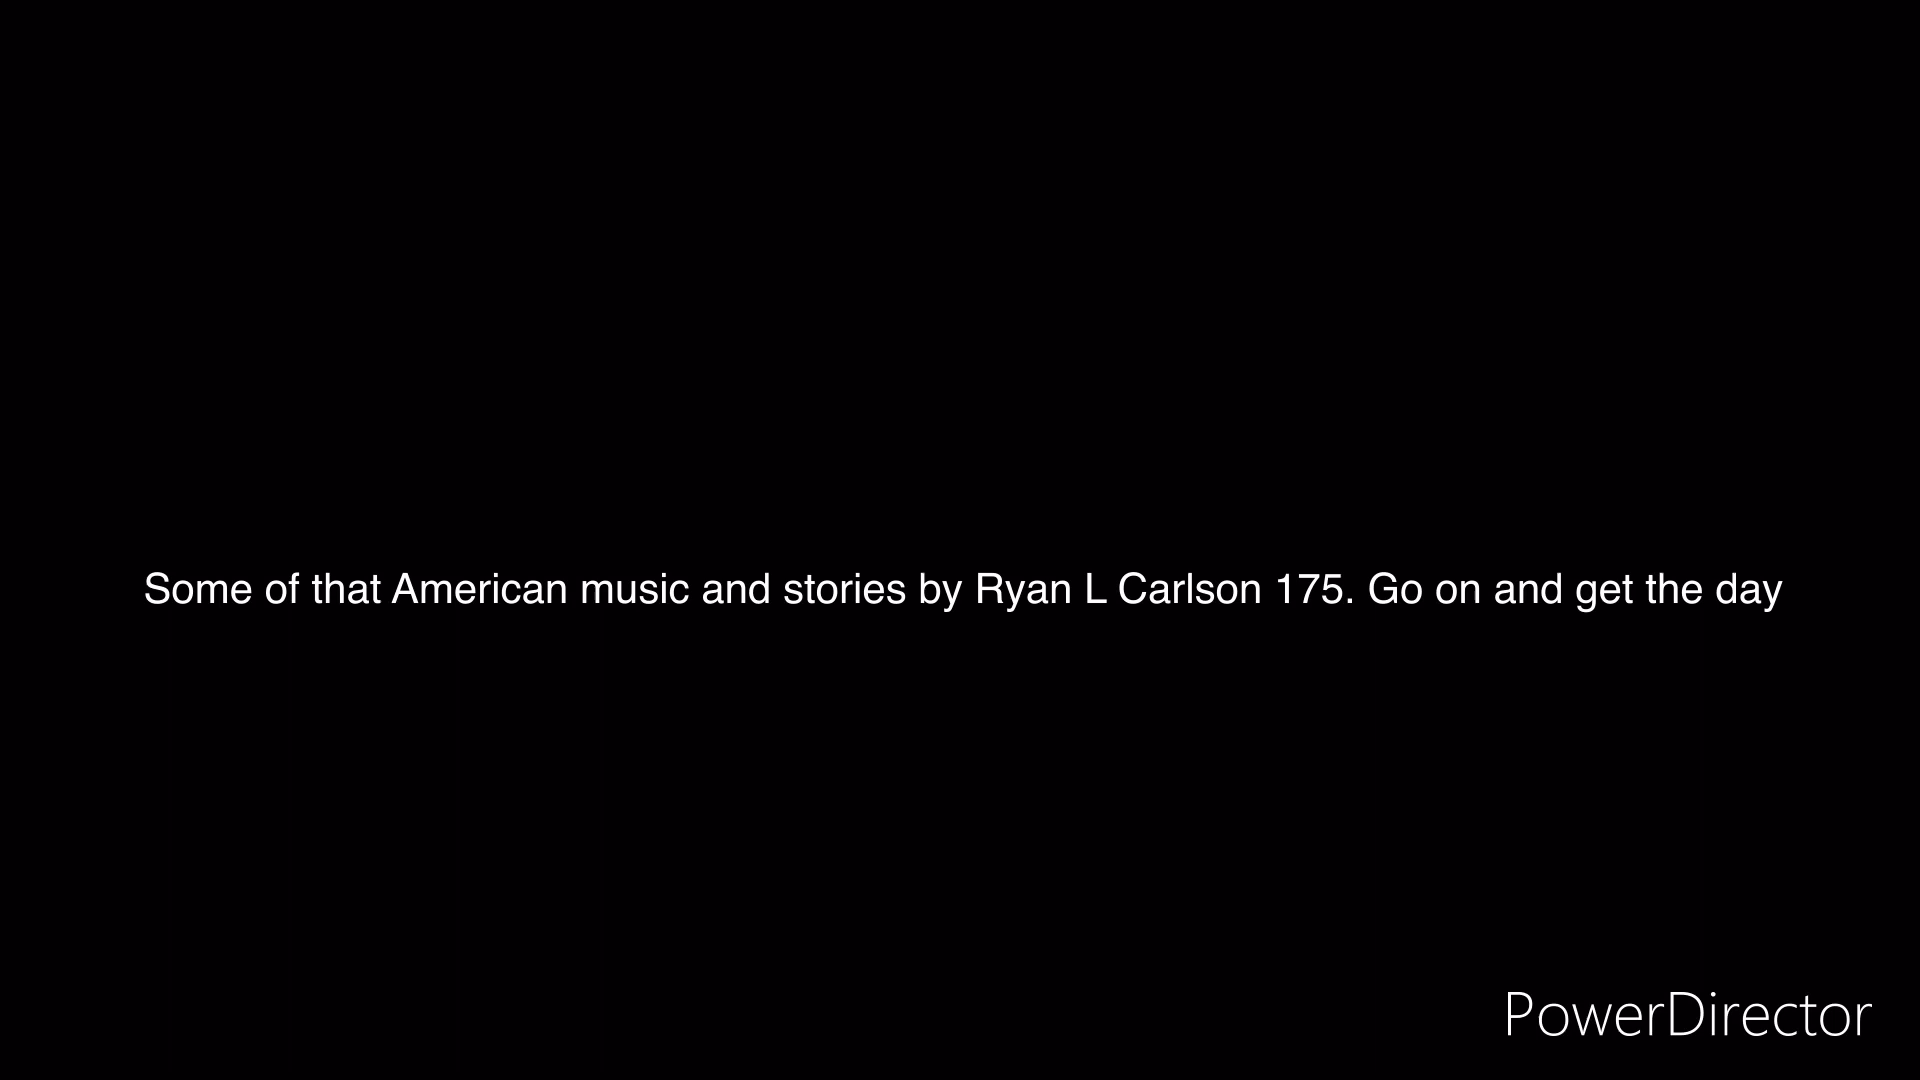 Some of that American music and stories by Ryan L Carlson 175. Go on and get the day
PowerDirector